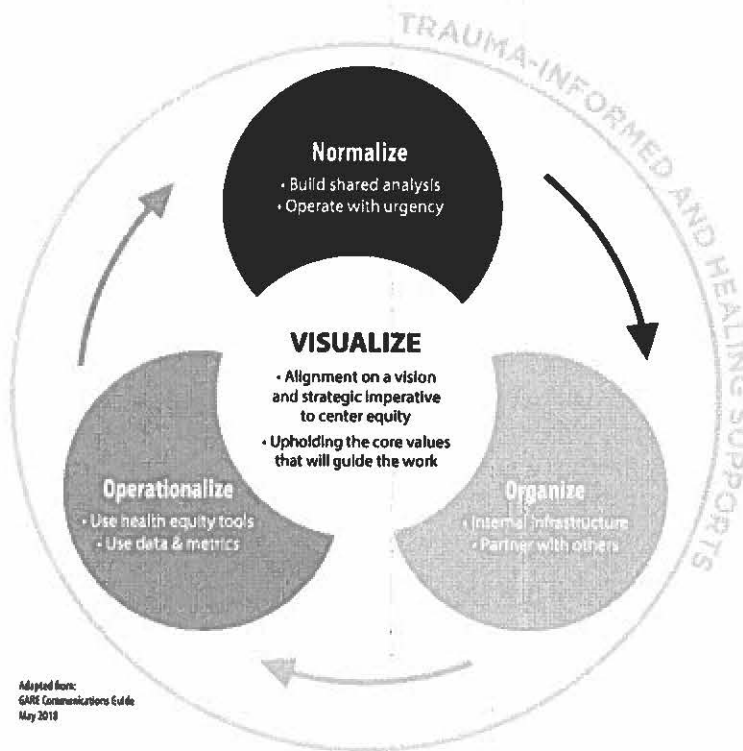 TRAUMA-INFORMED AND HEALING SUPPORTS
Normalize
• Build shared analysis
• Operate with urgency
VISUALIZE
• Alignment on a vision
and strategic imperative
to center equity
• Upholding the core values
that will guide the work
Operationalize
• Use health equity tools
• Use data & metrics
Organize
• Internal infrastructure
• Partner with others
Adapted from:
GARE Communications Guide
May 2018